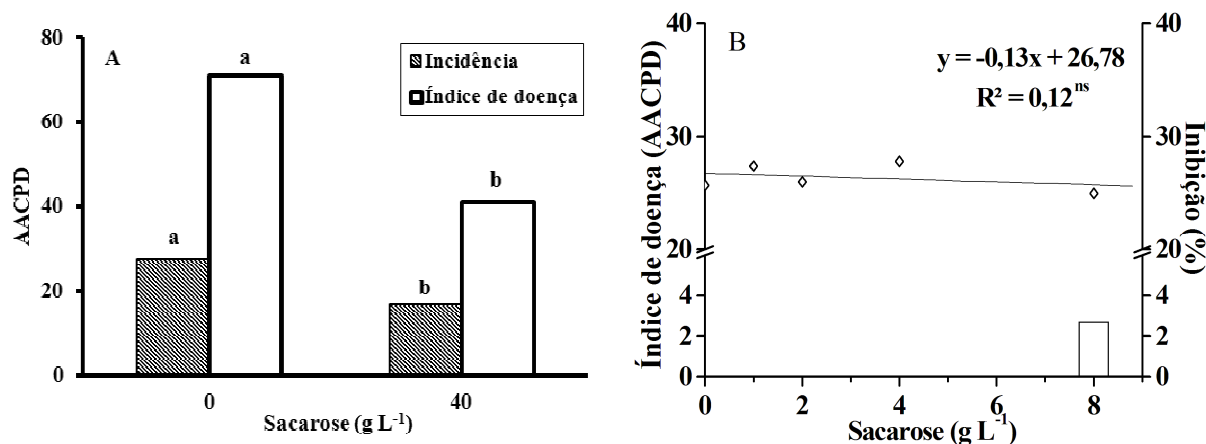 A
Incidência
Índice de doença
a
a
b
b
AACPD
80
60
40
20
0
0
40
Sacarose (g L⁻¹)
B
y = -0,13x + 26,78
R² = 0,12ⁿˢ
Índice de doença (AACPD)
40
30
20
4
2
0
Inibição (%)
40
30
20
4
2
0
0
2
4
6
8
Sacarose (g L⁻¹)